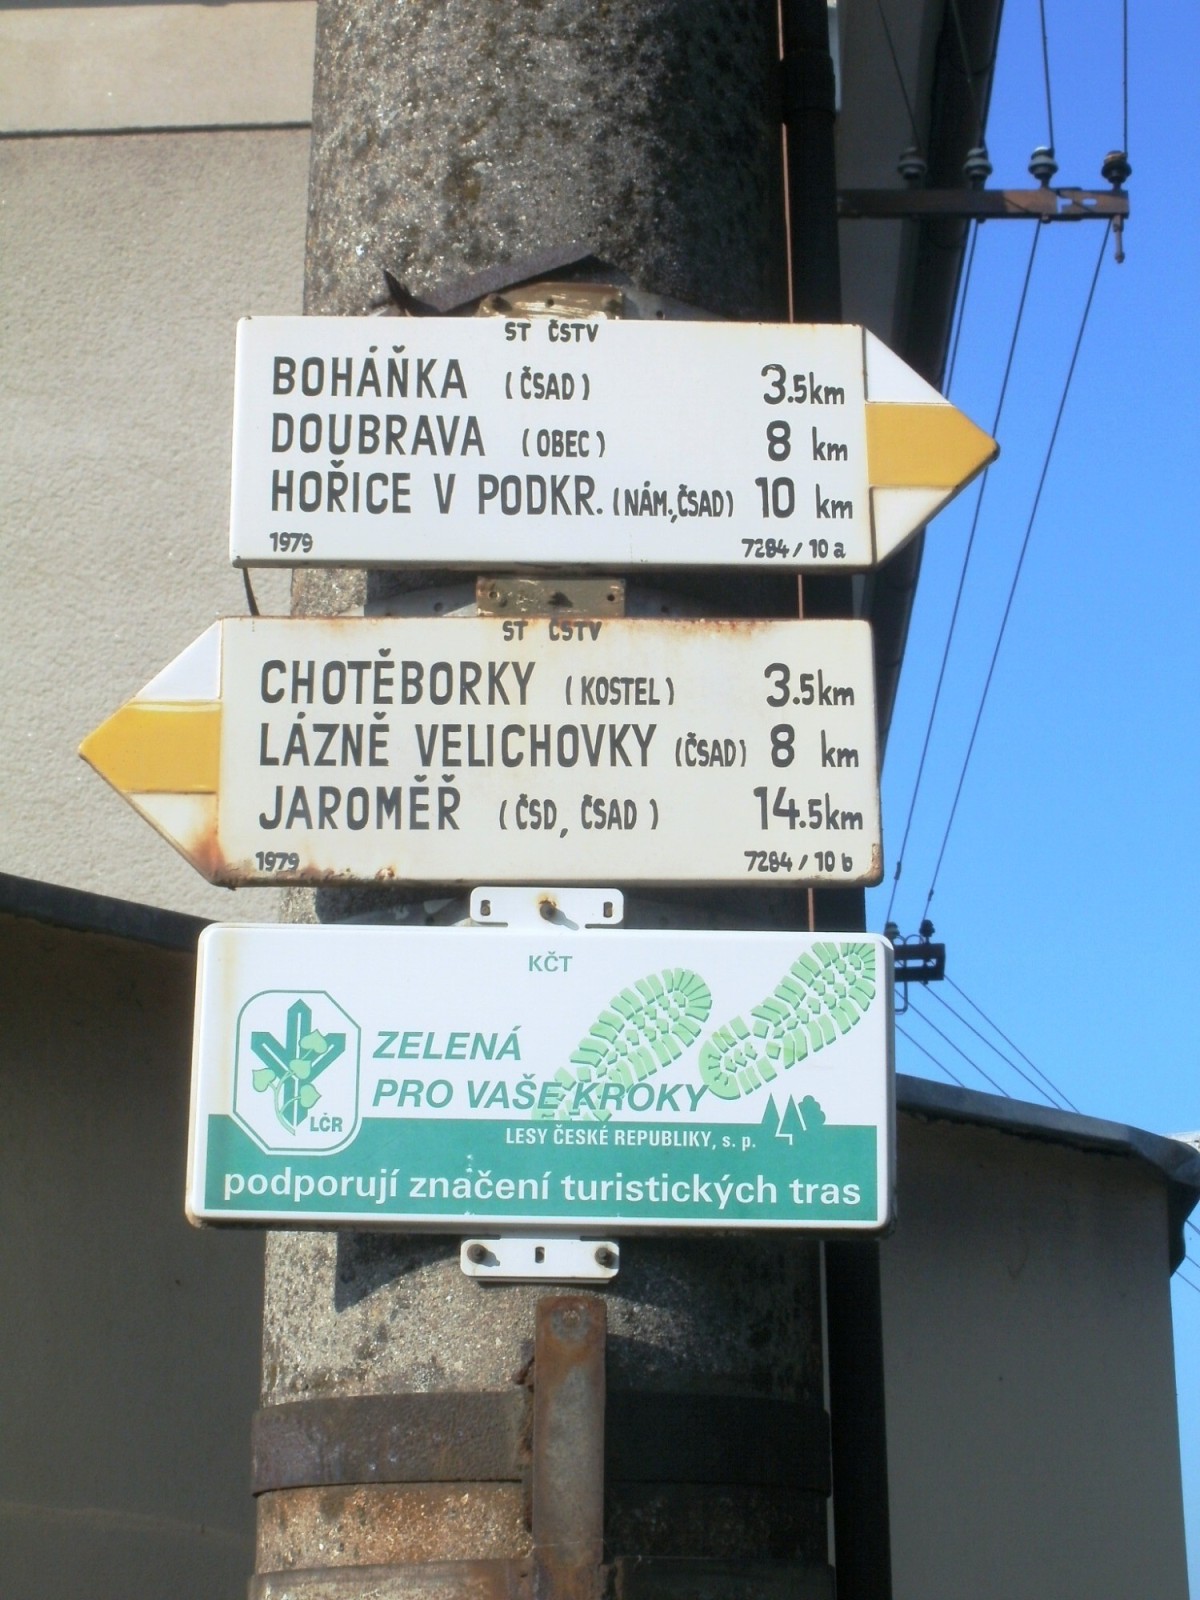 ST ČSTV
BOHÁŇKA (ČSAD) 3.5km
DOUBRAVA (OBEC) 8 km
HOŘICE V PODKR. (NÁM.,ČSAD) 10 km
1979 7284/10a
ST ČSTV
CHOTĚBORKY (KOSTEL) 3.5km
LÁZNĚ VELICHOVKY (ČSAD) 8 km
JAROMĚŘ (ČSD, ČSAD) 14.5km
1979 7284/10b
KČT
ZELENÁ
PRO VAŠE KROKY
LČR
LESY ČESKÉ REPUBLIKY, s. p.
podporují značení turistických tras